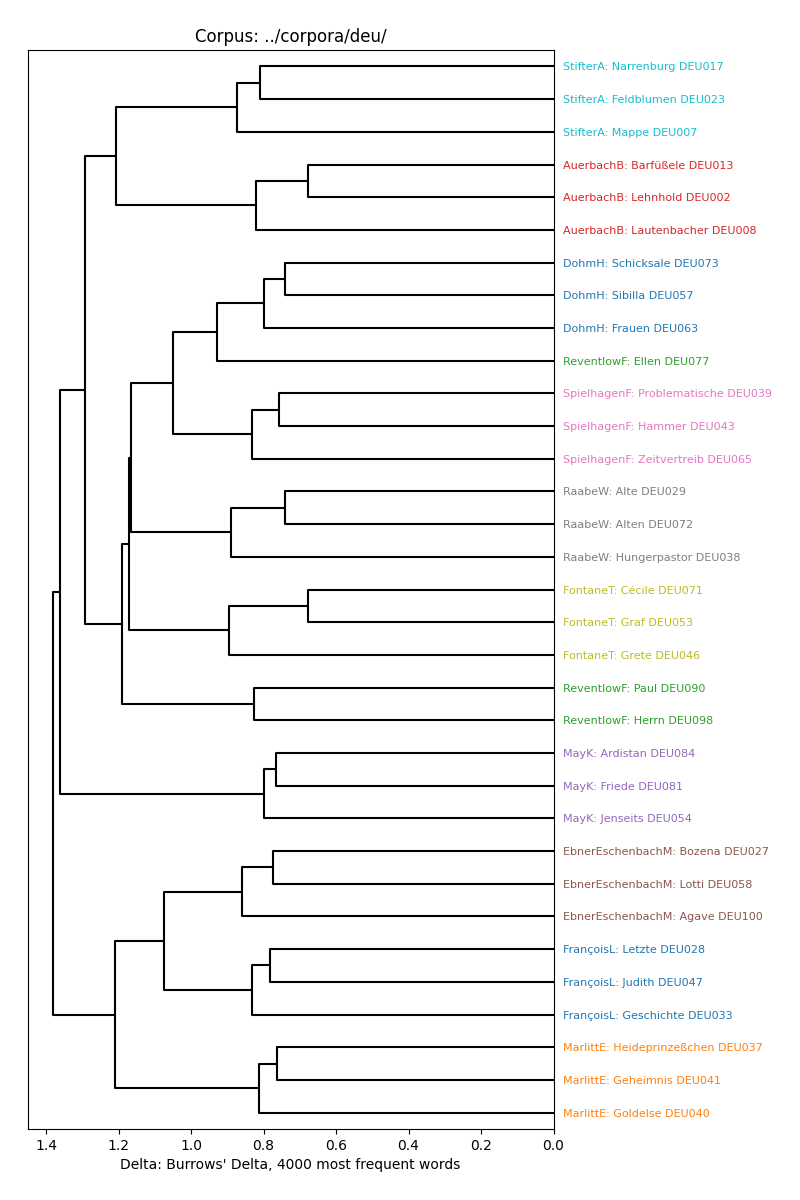 Corpus: ../corpora/deu/
StifterA: Narrenburg DEU017
StifterA: Feldblumen DEU023
StifterA: Mappe DEU007
AuerbachB: Barfüßele DEU013
AuerbachB: Lehnhold DEU002
AuerbachB: Lautenbacher DEU008
DohmH: Schicksale DEU073
DohmH: Sibilla DEU057
DohmH: Frauen DEU063
ReventlowF: Ellen DEU077
SpielhagenF: Problematische DEU039
SpielhagenF: Hammer DEU043
SpielhagenF: Zeitvertreib DEU065
RaabeW: Alte DEU029
RaabeW: Alten DEU072
RaabeW: Hungerpastor DEU038
FontaneT: Cécile DEU071
FontaneT: Graf DEU053
FontaneT: Grete DEU046
ReventlowF: Paul DEU090
ReventlowF: Herrn DEU098
MayK: Ardistan DEU084
MayK: Friede DEU081
MayK: Jenseits DEU054
EbnerEschenbachM: Bozena DEU027
EbnerEschenbachM: Lotti DEU058
EbnerEschenbachM: Agave DEU100
FrançoisL: Letzte DEU028
FrançoisL: Judith DEU047
FrançoisL: Geschichte DEU033
MarlittE: Heideprinzeßchen DEU037
MarlittE: Geheimnis DEU041
MarlittE: Goldelse DEU040
1.4 1.2 1.0 0.8 0.6 0.4 0.2 0.0
Delta: Burrows' Delta, 4000 most frequent words